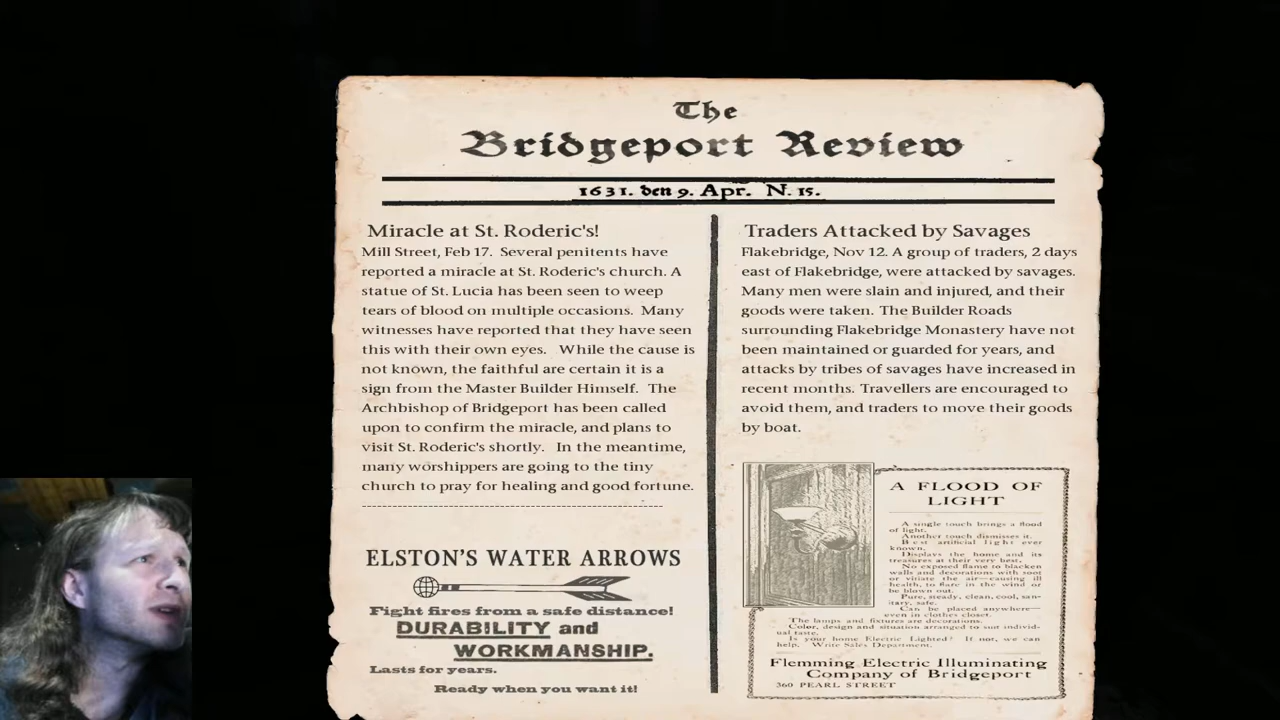 The
Bridgeport Review
1631. den 9. Apr. N. 15.
Miracle at St. Roderic's!
Mill Street, Feb 17. Several penitents have
reported a miracle at St. Roderic's church. A
statue of St. Lucia has been seen to weep
tears of blood on multiple occasions. Many
witnesses have reported that they have seen
this with their own eyes. While the cause is
not known, the faithful are certain it is a
sign from the Master Builder Himself. The
Archbishop of Bridgeport has been called
upon to confirm the miracle, and plans to
visit St. Roderic's shortly. In the meantime,
many worshippers are going to the tiny
church to pray for healing and good fortune.
ELSTON'S WATER ARROWS
Fight fires from a safe distance!
DURABILITY and
WORKMANSHIP.
Lasts for years.
Ready when you want it!
Traders Attacked by Savages
Flakebridge, Nov 12. A group of traders, 2 days
east of Flakebridge, were attacked by savages.
Many men were slain and injured, and their
goods were taken. The Builder Roads
surrounding Flakebridge Monastery have not
been maintained or guarded for years, and
attacks by tribes of savages have increased in
recent months. Travellers are encouraged to
avoid them, and traders to move their goods
by boat.
A FLOOD OF
LIGHT
A single touch brings a flood
of light.
Another touch dismisses it.
Best artificial light ever
known.
Displays the home and its
treasures at their very best.
No exposed flame to blacken
walls and decorations with soot
or vitiate the air—causing ill
health, to flare in the wind or
be blown out.
Pure, steady, clean, cool, san-
itary, safe.
Can be placed anywhere—
even in clothes closet.
The lamps and fixtures are decorations.
Color, design and situation arranged to suit individ-
ual taste.
Is your home Electric Lighted? If not, we can
help. Write Sales Department.
Flemming Electric Illuminating
Company of Bridgeport
360 PEARL STREET